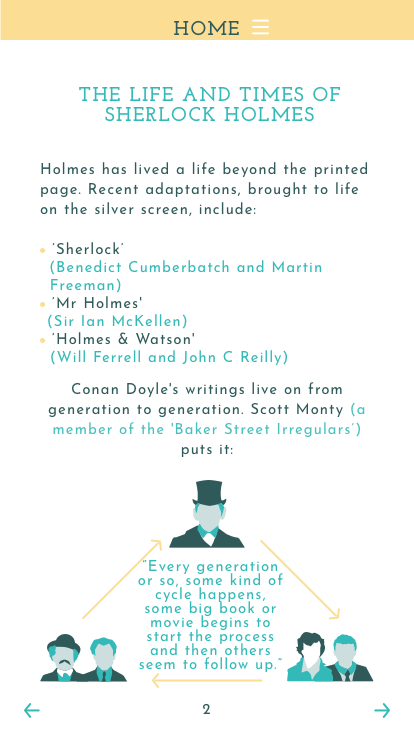 HOME
THE LIFE AND TIMES OF
SHERLOCK HOLMES
Holmes has lived a life beyond the printed
page. Recent adaptations, brought to life
on the silver screen, include:
'Sherlock'
(Benedict Cumberbatch and Martin
Freeman)
'Mr Holmes'
(Sir Ian McKellen)
'Holmes & Watson'
(Will Ferrell and John C Reilly)
Conan Doyle's writings live on from
generation to generation. Scott Monty (a
member of the 'Baker Street Irregulars')
puts it:
"Every generation
or so, some kind of
cycle happens,
some big book or
movie begins to
start the process
and then others
seem to follow up."
2